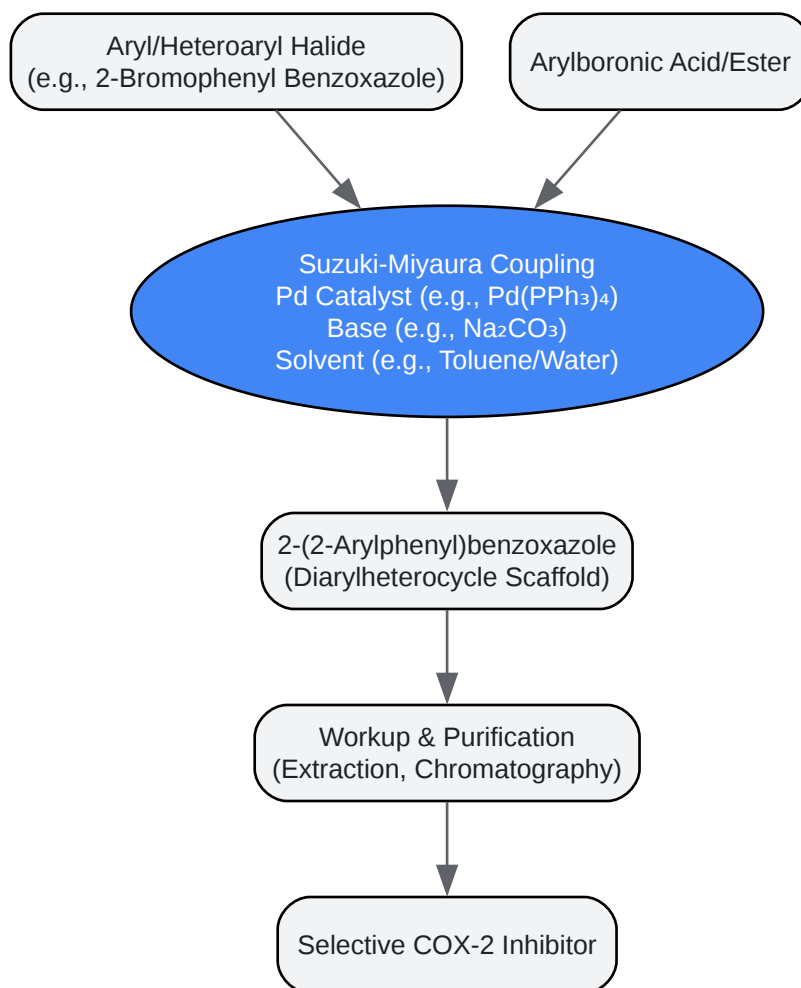 Aryl/Heteroaryl Halide
(e.g., 2-Bromophenyl Benzoxazole)
Arylboronic Acid/Ester
Suzuki-Miyaura Coupling
Pd Catalyst (e.g., Pd(PPh₃)₄)
Base (e.g., Na₂CO₃)
Solvent (e.g., Toluene/Water)
2-(2-Arylphenyl)benzoxazole
(Diarylheterocycle Scaffold)
Workup & Purification
(Extraction, Chromatography)
Selective COX-2 Inhibitor